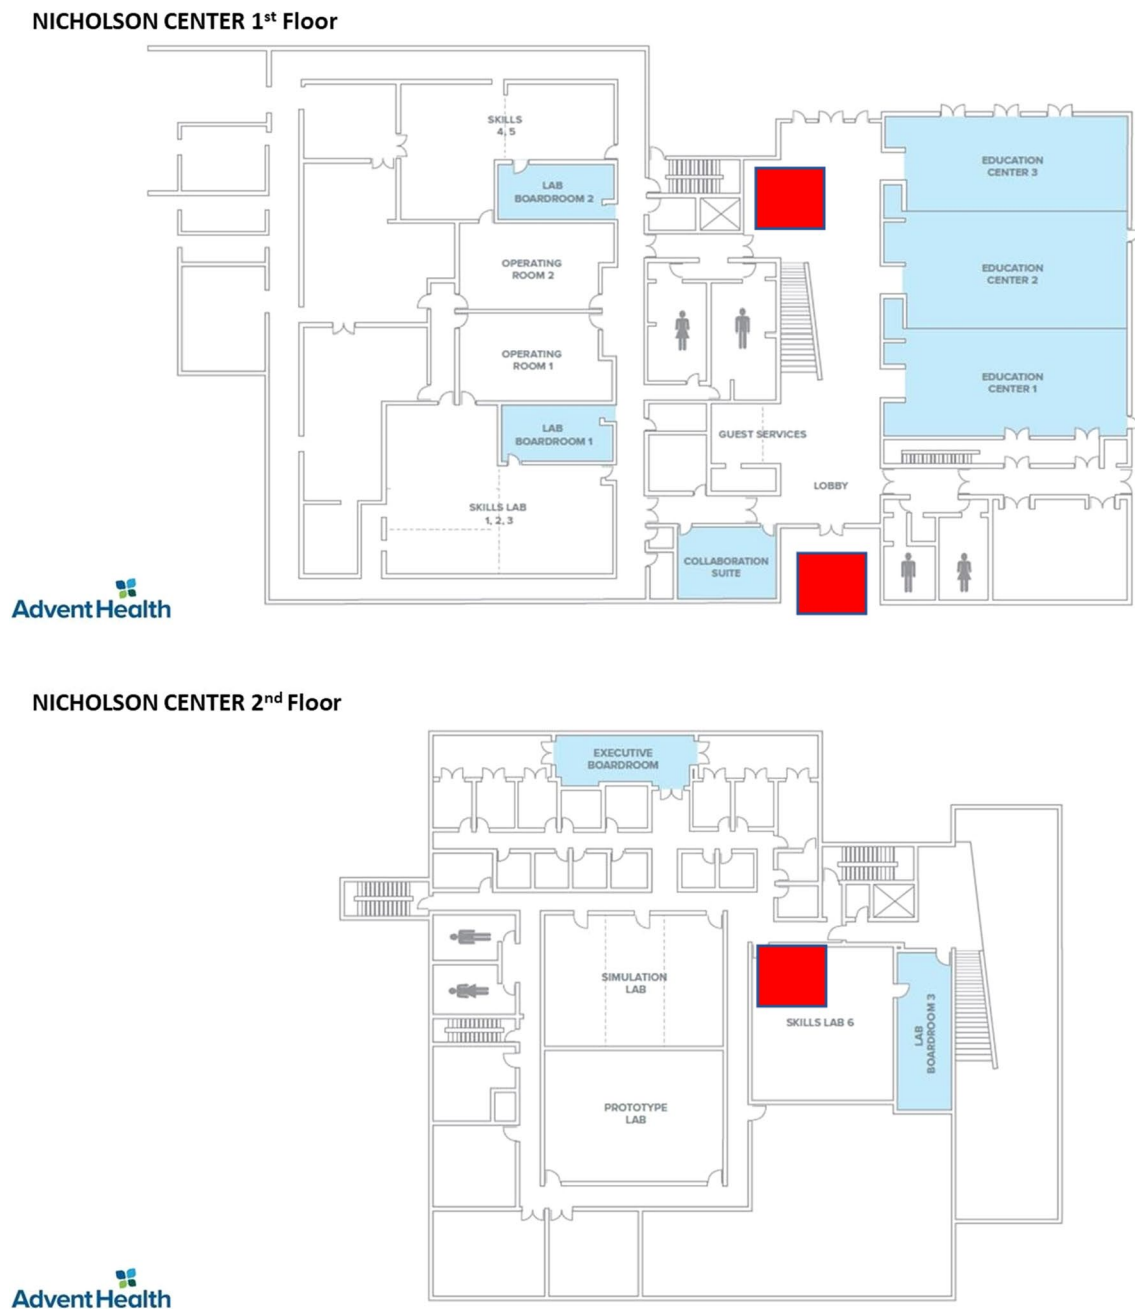 NICHOLSON CENTER 1st Floor
SKILLS
4, 5
LAB
BOARDROOM 2
EDUCATION
CENTER 3
OPERATING
ROOM 2
EDUCATION
CENTER 2
OPERATING
ROOM 1
EDUCATION
CENTER 1
LAB
BOARDROOM 1
GUEST SERVICES
LOBBY
SKILLS LAB
1, 2, 3
COLLABORATION
SUITE
AdventHealth
NICHOLSON CENTER 2nd Floor
EXECUTIVE
BOARDROOM
SIMULATION
LAB
SKILLS LAB 6
LAB
BOARDROOM 3
PROTOTYPE
LAB
AdventHealth